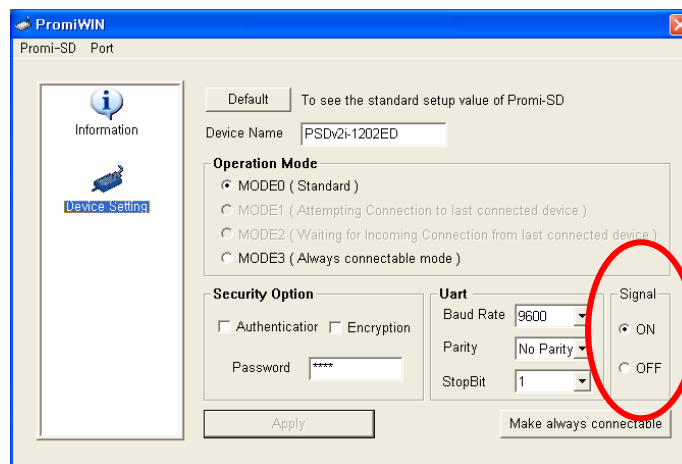 PromiWIN
Promi-SD Port
Information
Device Setting
Default To see the standard setup value of Promi-SD
Device Name PSDv2i-1202ED
Operation Mode
MODE0 ( Standard )
MODE1 ( Attempting Connection to last connected device )
MODE2 ( Waiting for Incoming Connection from last connected device )
MODE3 ( Always connectable mode )
Security Option
Authenticatior Encryption
Password ****
Uart
Baud Rate 9600
Parity No Parity
StopBit 1
Signal
ON
OFF
Apply
Make always connectable